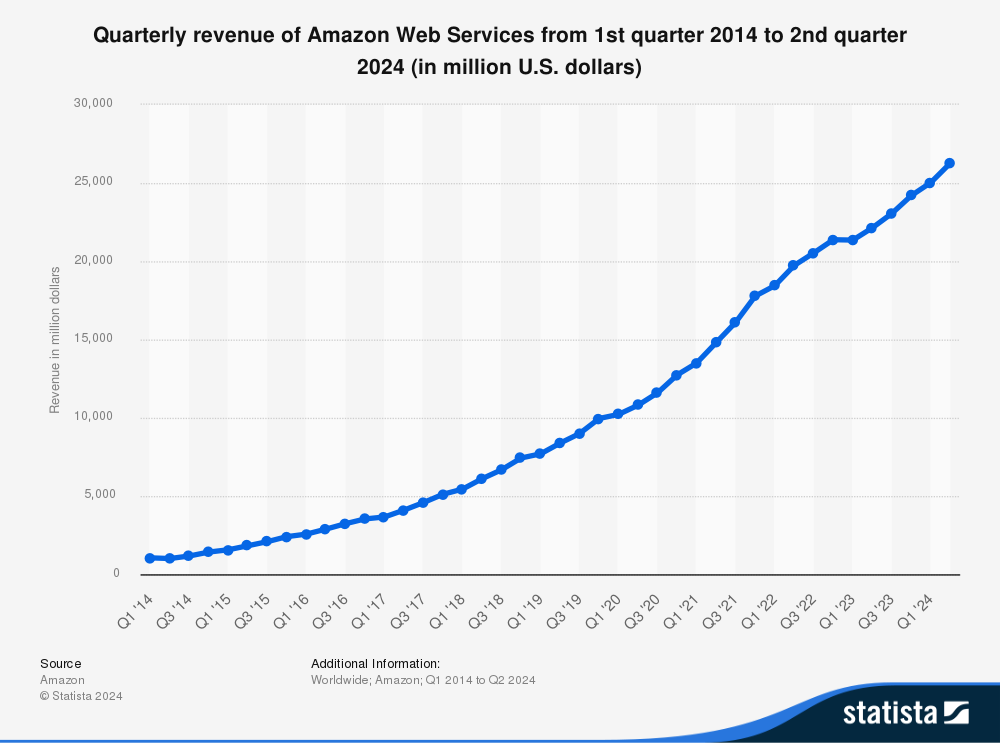 Quarterly revenue of Amazon Web Services from 1st quarter 2014 to 2nd quarter
2024 (in million U.S. dollars)
Revenue in million dollars
30,000
25,000
20,000
15,000
10,000
5,000
0
Q1 '14
Q3 '14
Q1 '15
Q3 '15
Q1 '16
Q3 '16
Q1 '17
Q3 '17
Q1 '18
Q3 '18
Q1 '19
Q3 '19
Q1 '20
Q3 '20
Q1 '21
Q3 '21
Q1 '22
Q3 '22
Q1 '23
Q3 '23
Q1 '24
Source
Amazon
© Statista 2024
Additional Information:
Worldwide; Amazon; Q1 2014 to Q2 2024
statista